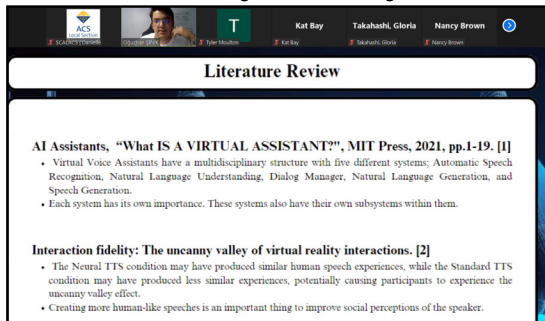 ACS
Local Section
T
Kat Bay
Takahashi, Gloria
Nancy Brown
SCALACS | Danielle
Tyler Moulton
Kat Bay
Takahashi, Gloria
Nancy Brown
Literature Review
AI Assistants, “What IS A VIRTUAL ASSISTANT?", MIT Press, 2021, pp.1-19. [1]
• Virtual Voice Assistants have a multidisciplinary structure with five different systems; Automatic Speech
Recognition, Natural Language Understanding, Dialog Manager, Natural Language Generation, and
Speech Generation.
• Each system has its own importance. These systems also have their own subsystems within them.
Interaction fidelity: The uncanny valley of virtual reality interactions. [2]
• The Neural TTS condition may have produced similar human speech experiences, while the Standard TTS
condition may have produced less similar experiences, potentially causing participants to experience the
uncanny valley effect.
• Creating more human-like speeches is an important thing to improve social perceptions of the speaker.